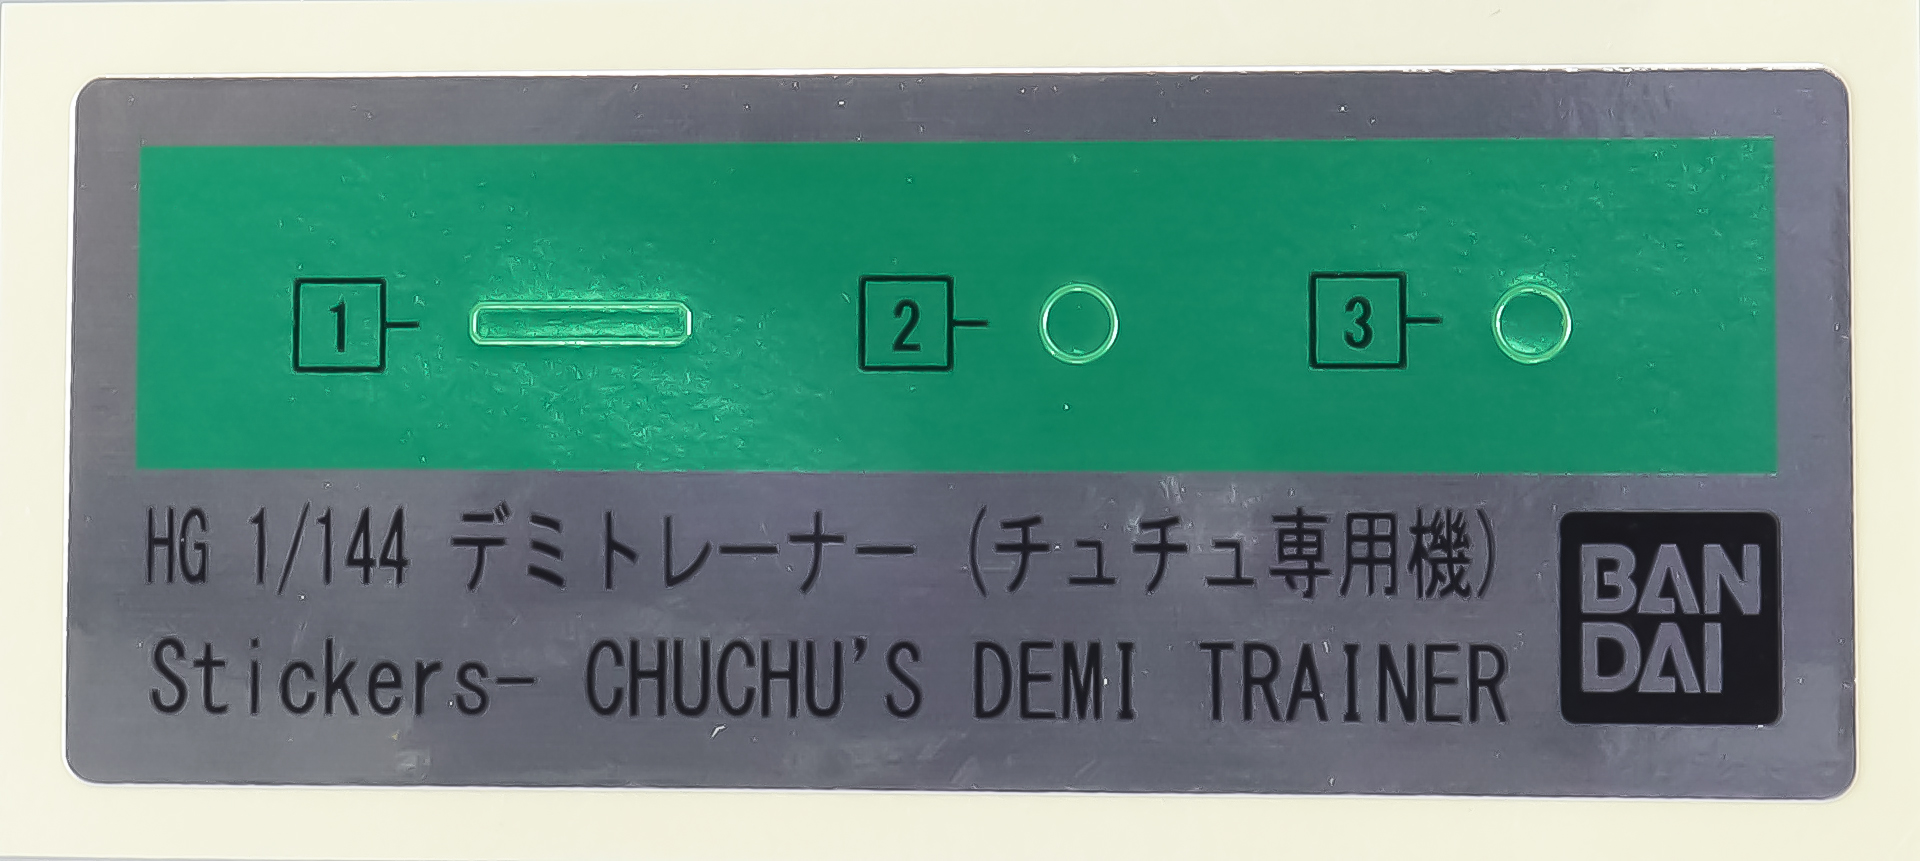 1 2 3
HG 1/144 デミトレーナー (チュチュ専用機)
Stickers- CHUCHU'S DEMI TRAINER
BAN
DAI